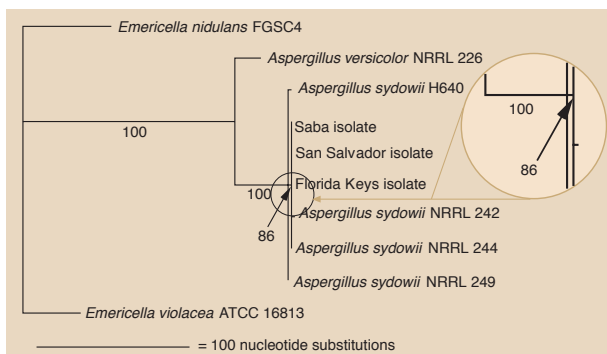 Emericella nidulans FGSC4
Aspergillus versicolor NRRL 226
Aspergillus sydowii H640
100
100
Saba isolate
San Salvador isolate
86
100
Florida Keys isolate
Aspergillus sydowii NRRL 242
86
Aspergillus sydowii NRRL 244
Aspergillus sydowii NRRL 249
Emericella violacea ATCC 16813
= 100 nucleotide substitutions